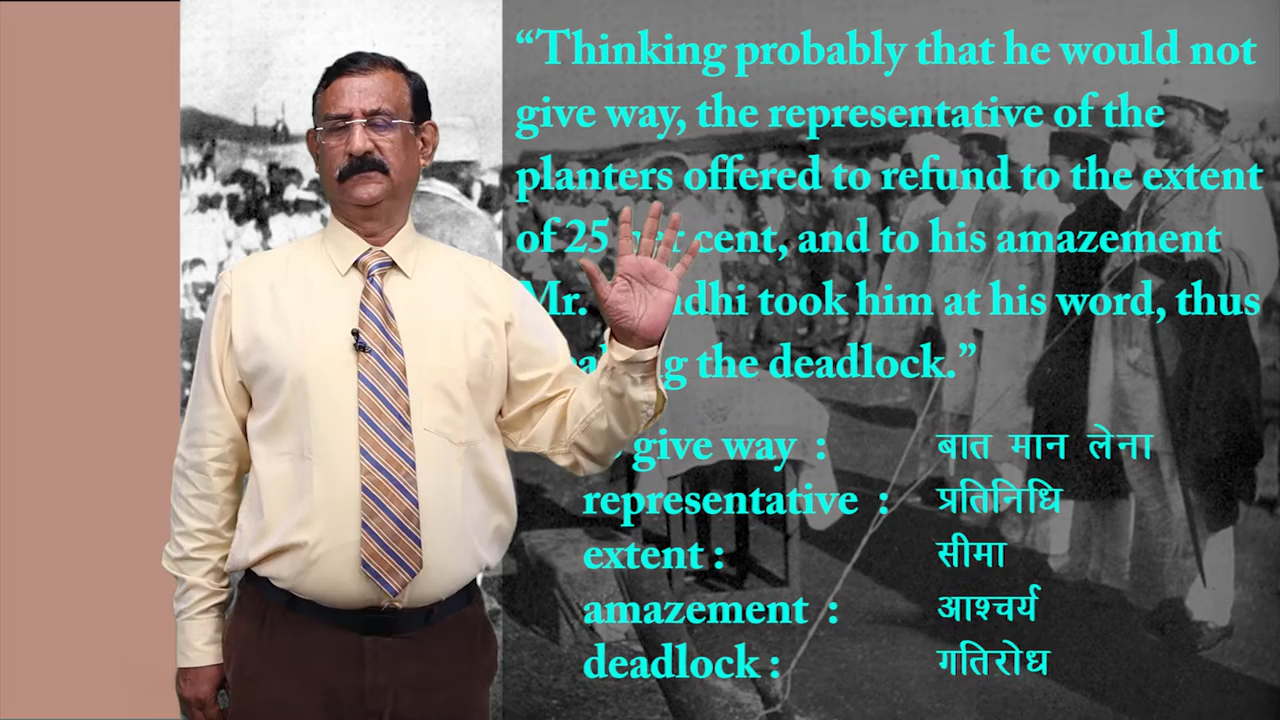 “Thinking probably that he would not
give way, the representative of the
planters offered to refund to the extent
of 25 cent, and to his amazement
Mr. took him at his word, thus
the deadlock.”
give way : बात मान लेना
representative : प्रतिनिधि
extent : सीमा
amazement : आश्चर्य
deadlock : गतिरोध